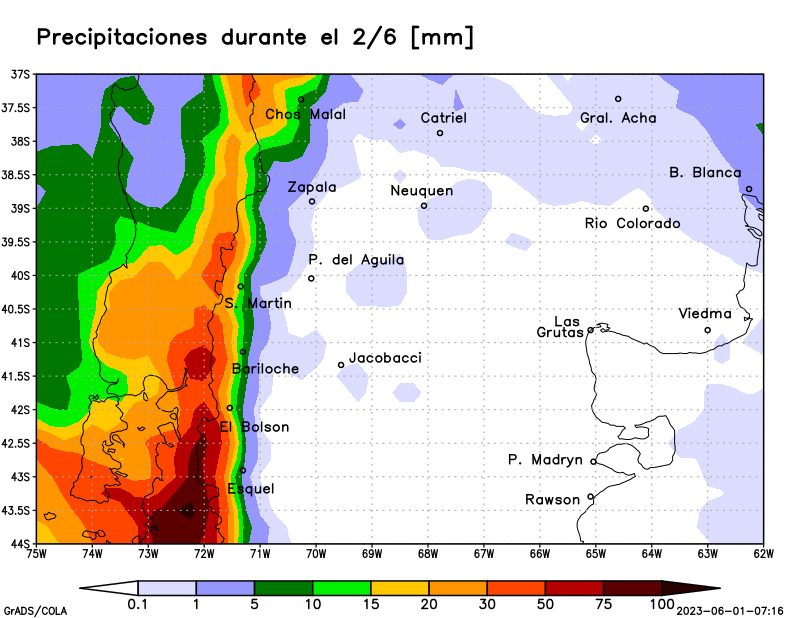 Precipitaciones durante el 2/6 [mm]
37S
37.5S
Chos Malal
Catriel
Gral. Acha
38S
38.5S
B. Blanca
Zapala
Neuquen
39S
Rio Colorado
39.5S
P. del Aguila
40S
S. Martin
40.5S
Las
Grutas
Viedma
41S
Jacobacci
Bariloche
41.5S
42S
El Bolson
42.5S
P. Madryn
43S
Esquel
Rawson
43.5S
44S
75W 74W 73W 72W 71W 70W 69W 68W 67W 66W 65W 64W 63W 62W
0.1 1 5 10 15 20 30 50 75 100
GrADS/COLA
2023-06-01-07:16